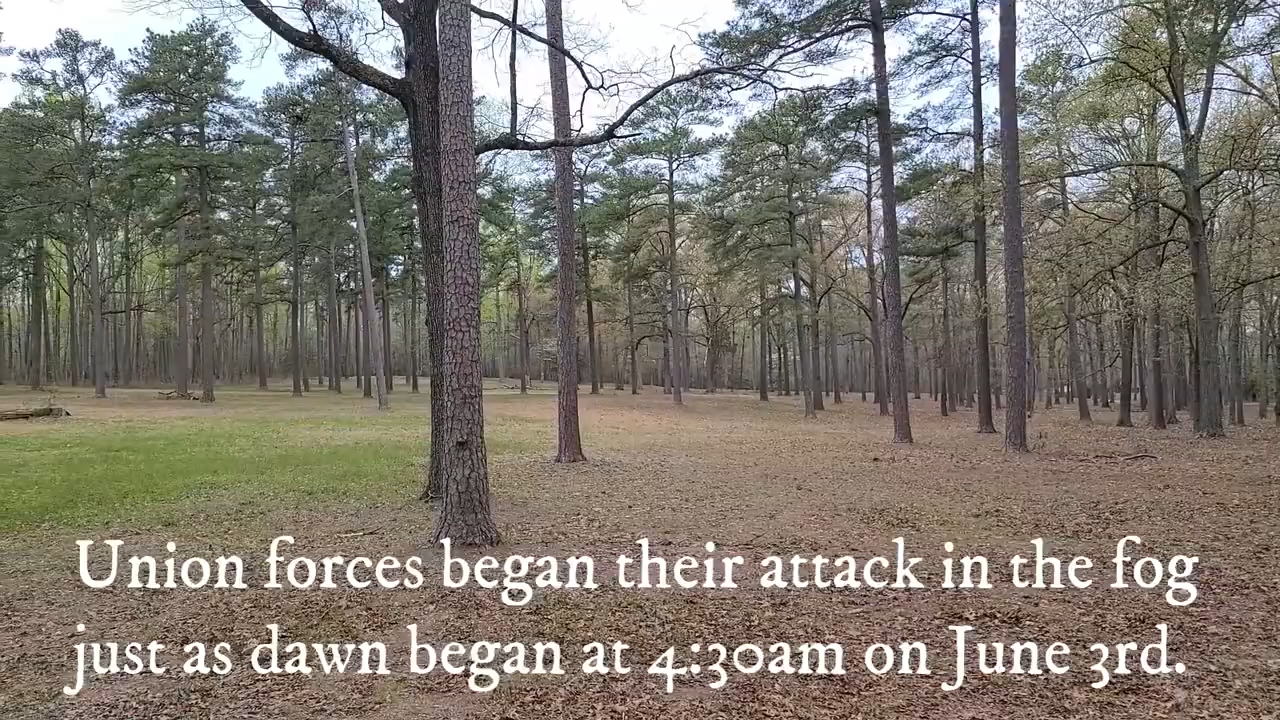 Union forces began their attack in the fog
just as dawn began at 4:30am on June 3rd.